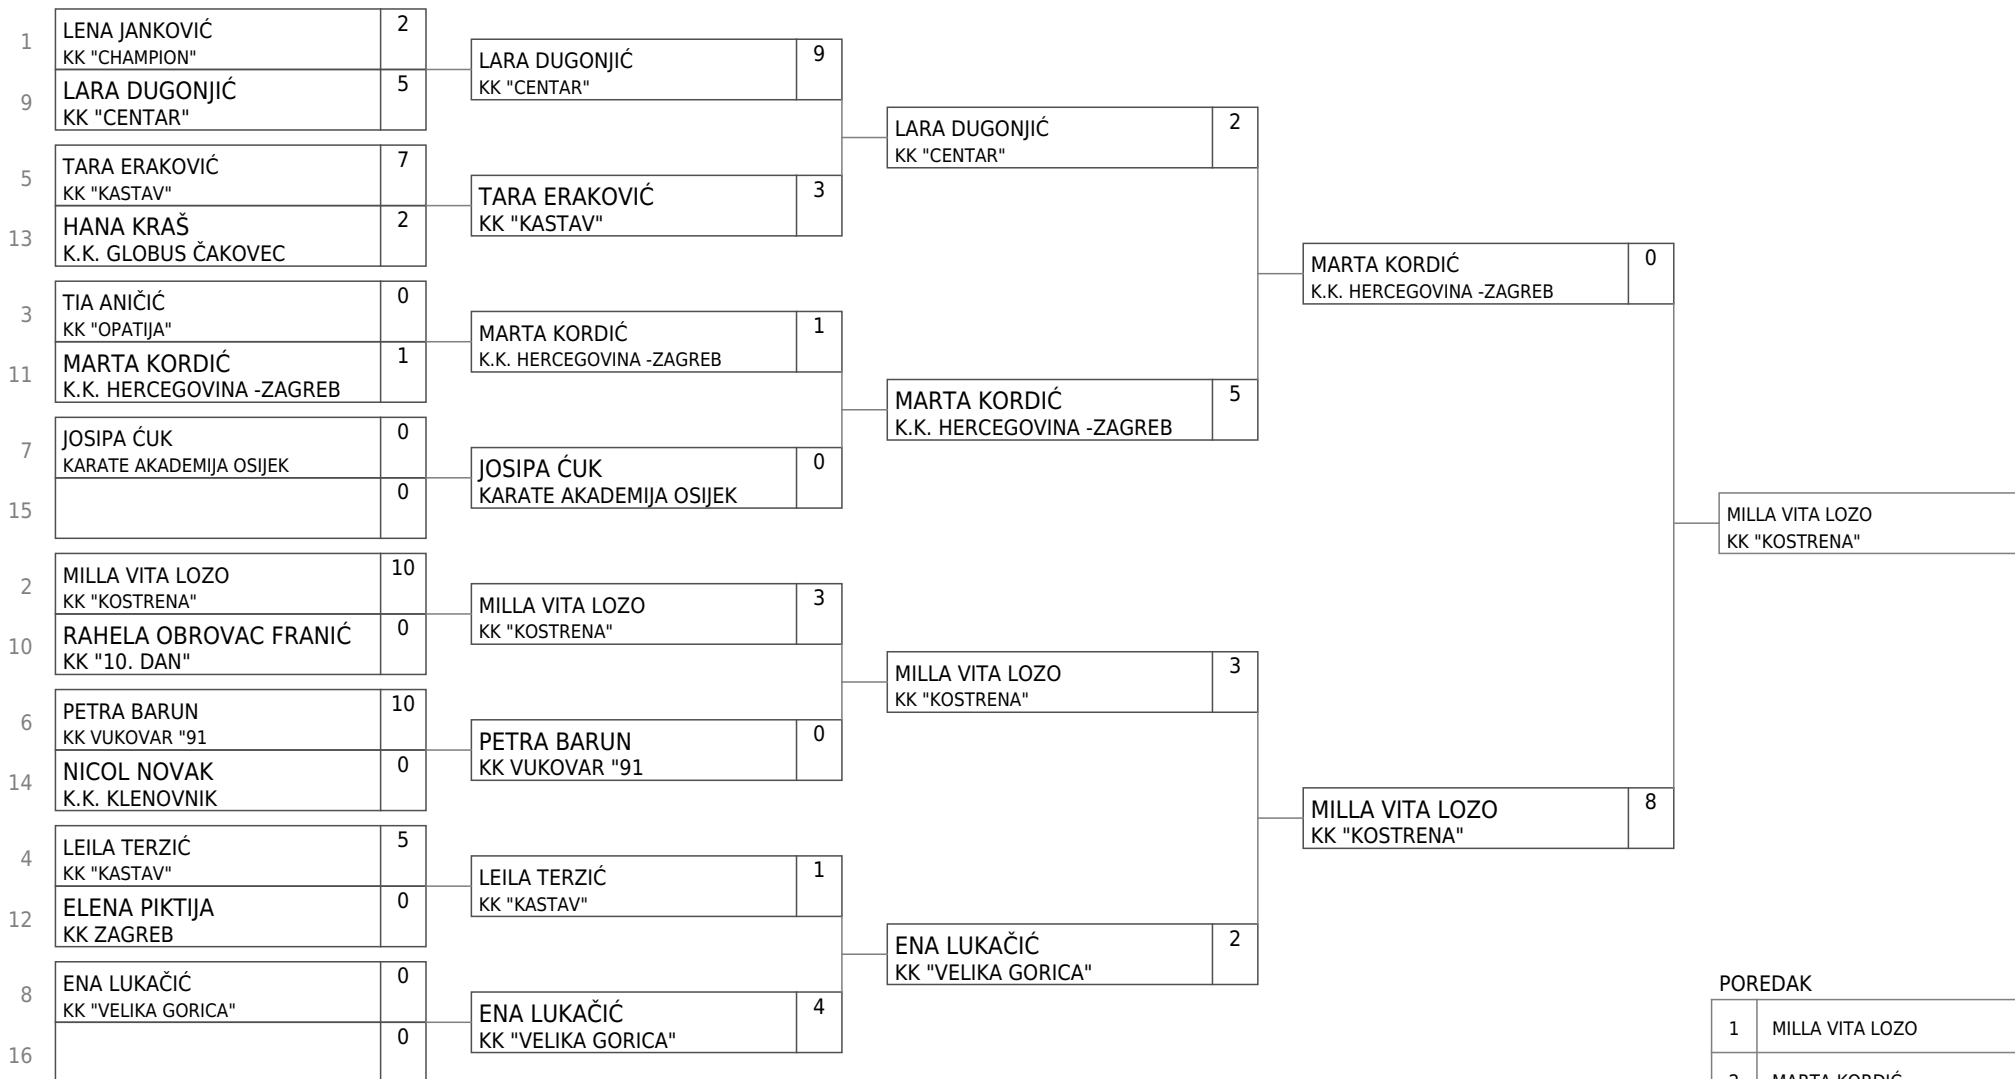 1
LENA JANKOVIĆ
KK "CHAMPION"
2
9
LARA DUGONJIĆ
KK "CENTAR"
5
5
TARA ERAKOVIĆ
KK "KASTAV"
7
13
HANA KRAŠ
K.K. GLOBUS ČAKOVEC
2
3
TIA ANIČIĆ
KK "OPATIJA"
0
11
MARTA KORDIĆ
K.K. HERCEGOVINA -ZAGREB
1
7
JOSIPA ĆUK
KARATE AKADEMIJA OSIJEK
0
15
0
2
MILLA VITA LOZO
KK "KOSTRENA"
10
10
RAHELA OBROVAC FRANIĆ
KK "10. DAN"
0
6
PETRA BARUN
KK VUKOVAR "91
10
14
NICOL NOVAK
K.K. KLENOVNIK
0
4
LEILA TERZIĆ
KK "KASTAV"
5
12
ELENA PIKTIJA
KK ZAGREB
0
8
ENA LUKAČIĆ
KK "VELIKA GORICA"
0
16
0
LARA DUGONJIĆ
KK "CENTAR"
9
TARA ERAKOVIĆ
KK "KASTAV"
3
MARTA KORDIĆ
K.K. HERCEGOVINA -ZAGREB
1
JOSIPA ĆUK
KARATE AKADEMIJA OSIJEK
0
MILLA VITA LOZO
KK "KOSTRENA"
3
PETRA BARUN
KK VUKOVAR "91
0
LEILA TERZIĆ
KK "KASTAV"
1
ENA LUKAČIĆ
KK "VELIKA GORICA"
4
LARA DUGONJIĆ
KK "CENTAR"
2
MARTA KORDIĆ
K.K. HERCEGOVINA -ZAGREB
5
MILLA VITA LOZO
KK "KOSTRENA"
3
ENA LUKAČIĆ
KK "VELIKA GORICA"
2
MARTA KORDIĆ
K.K. HERCEGOVINA -ZAGREB
0
MILLA VITA LOZO
KK "KOSTRENA"
8
MILLA VITA LOZO
KK "KOSTRENA"
POREDAK
1 MILLA VITA LOZO
2 MARTA KORDIĆ